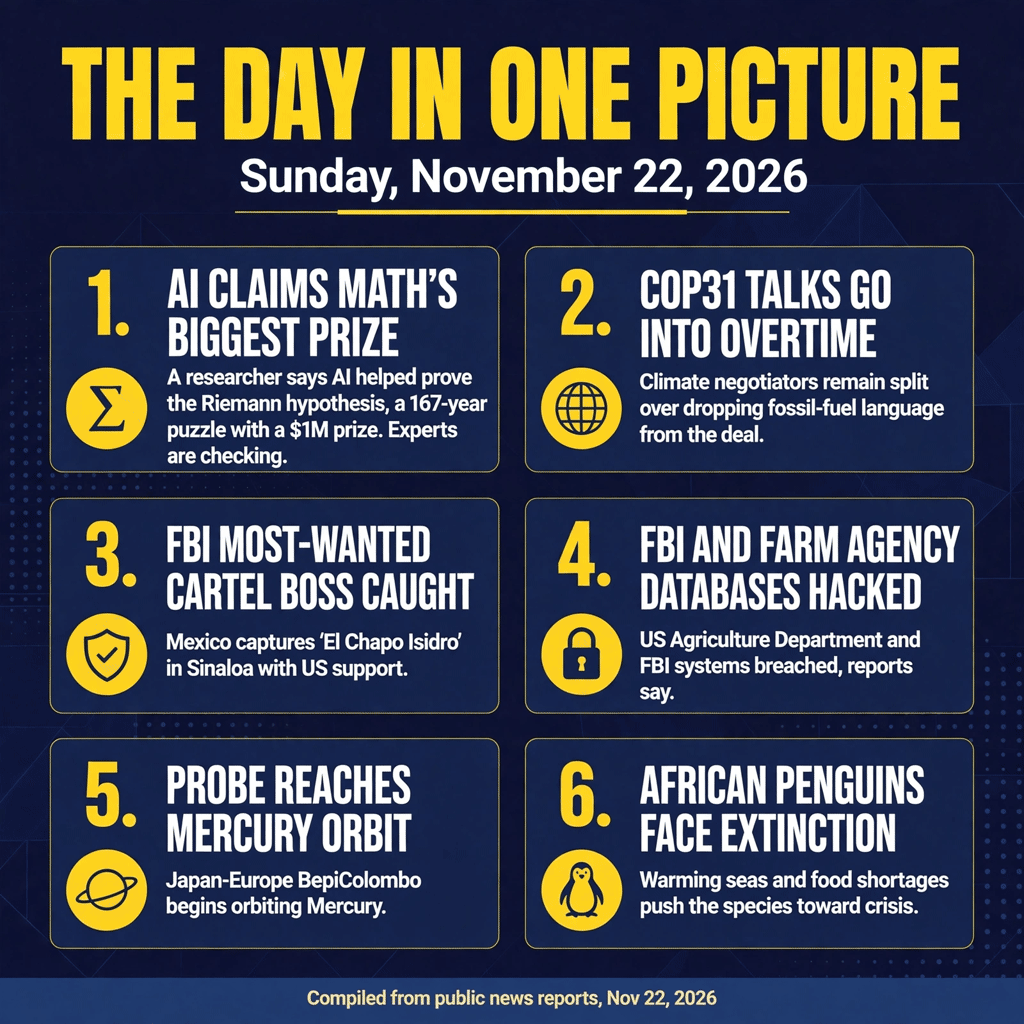 THE DAY IN ONE PICTURE
Sunday, November 22, 2026
1.
AI CLAIMS MATH'S
BIGGEST PRIZE
Σ
A researcher says AI helped prove
the Riemann hypothesis, a 167-year
puzzle with a $1M prize. Experts
are checking.
2.
COP31 TALKS GO
INTO OVERTIME
Climate negotiators remain split
over dropping fossil-fuel language
from the deal.
3.
FBI MOST-WANTED
CARTEL BOSS CAUGHT
Mexico captures 'El Chapo Isidro'
in Sinaloa with US support.
4.
FBI AND FARM AGENCY
DATABASES HACKED
US Agriculture Department and
FBI systems breached, reports
say.
5.
PROBE REACHES
MERCURY ORBIT
Japan-Europe BepiColombo
begins orbiting Mercury.
6.
AFRICAN PENGUINS
FACE EXTINCTION
Warming seas and food shortages
push the species toward crisis.
Compiled from public news reports, Nov 22, 2026